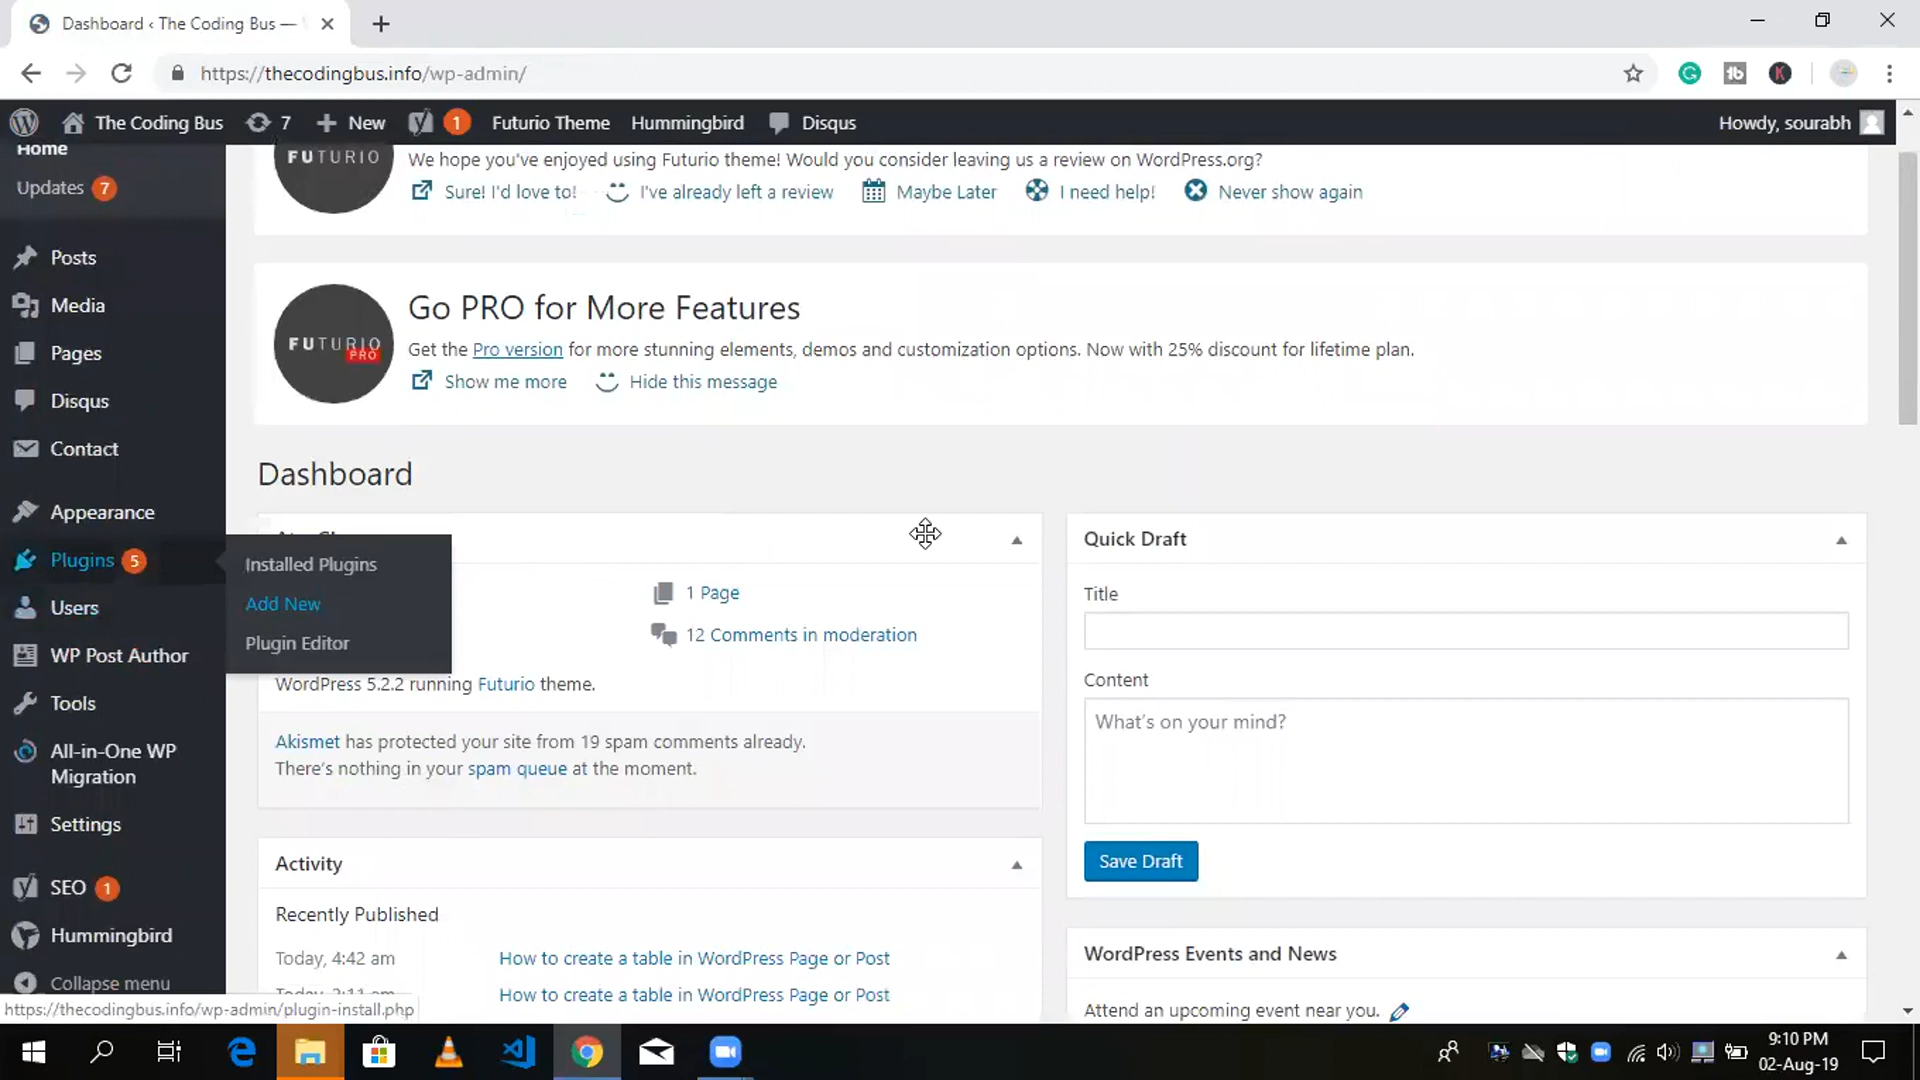 Dashboard ‹ The Coding Bus —
https://thecodingbus.info/wp-admin/
The Coding Bus 7 New 1 Futurio Theme Hummingbird Disqus Howdy, sourabh
Home
Updates 7
Posts
Media
Pages
Disqus
Contact
Appearance
Plugins 5
Users
WP Post Author
Tools
All-in-One WP
Migration
Settings
SEO 1
Hummingbird
Collapse menu
Installed Plugins
Add New
Plugin Editor
FUTURIO
We hope you've enjoyed using Futurio theme! Would you consider leaving us a review on WordPress.org?
Sure! I'd love to! I've already left a review Maybe Later I need help! Never show again
FUTURIO
PRO
Go PRO for More Features
Get the Pro version for more stunning elements, demos and customization options. Now with 25% discount for lifetime plan.
Show me more Hide this message
Dashboard
1 Page
12 Comments in moderation
WordPress 5.2.2 running Futurio theme.
Akismet has protected your site from 19 spam comments already.
There's nothing in your spam queue at the moment.
Activity
Recently Published
Today, 4:42 am How to create a table in WordPress Page or Post
How to create a table in WordPress Page or Post
Quick Draft
Title
Content
What's on your mind?
Save Draft
WordPress Events and News
Attend an upcoming event near you.
https://thecodingbus.info/wp-admin/plugin-install.php
9:10 PM
02-Aug-19